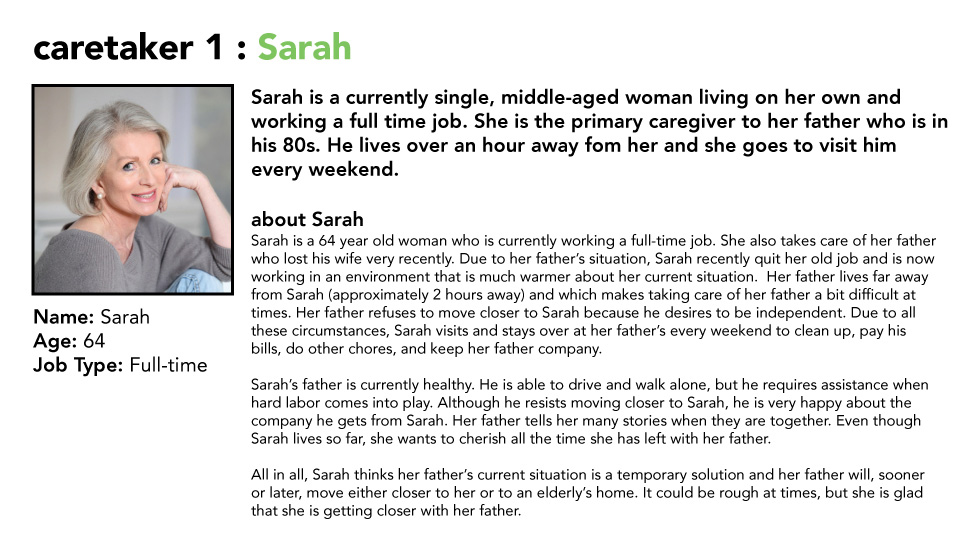 caretaker 1 : Sarah
Sarah is a currently single, middle-aged woman living on her own and
working a full time job. She is the primary caregiver to her father who is in
his 80s. He lives over an hour away fom her and she goes to visit him
every weekend.
about Sarah
Sarah is a 64 year old woman who is currently working a full-time job. She also takes care of her father
who lost his wife very recently. Due to her father's situation, Sarah recently quit her old job and is now
working in an environment that is much warmer about her current situation.  Her father lives far away
from Sarah (approximately 2 hours away) and which makes taking care of her father a bit difficult at
times. Her father refuses to move closer to Sarah because he desires to be independent. Due to all
these circumstances, Sarah visits and stays over at her father's every weekend to clean up, pay his
bills, do other chores, and keep her father company.
Sarah's father is currently healthy. He is able to drive and walk alone, but he requires assistance when
hard labor comes into play. Although he resists moving closer to Sarah, he is very happy about the
company he gets from Sarah. Her father tells her many stories when they are together. Even though
Sarah lives so far, she wants to cherish all the time she has left with her father.
All in all, Sarah thinks her father's current situation is a temporary solution and her father will, sooner
or later, move either closer to her or to an elderly's home. It could be rough at times, but she is glad
that she is getting closer with her father.
Name: Sarah
Age: 64
Job Type: Full-time